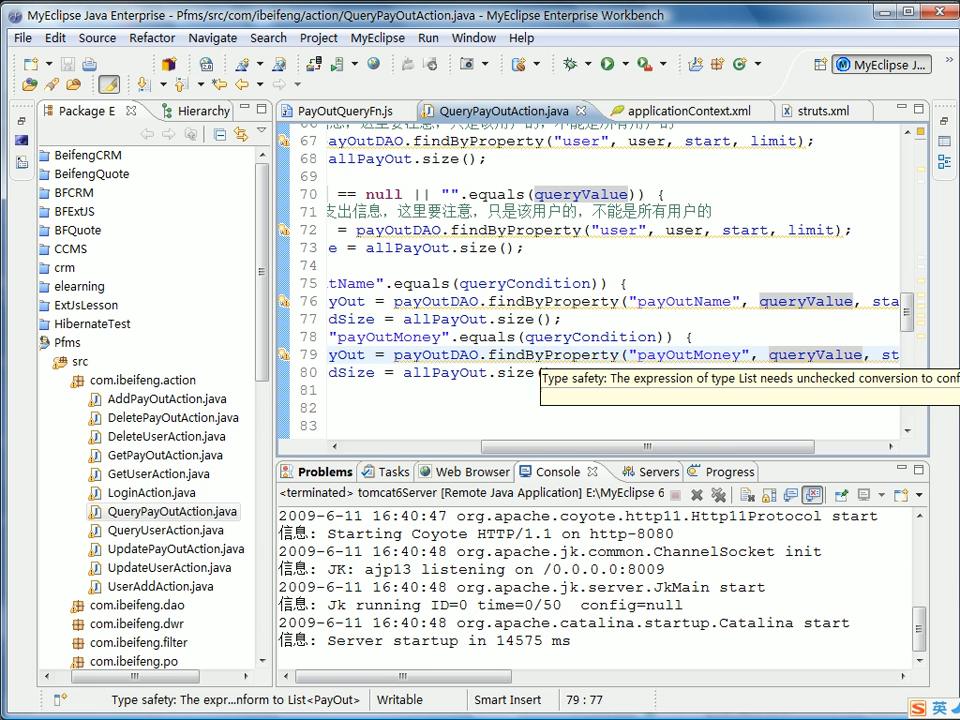 MyEclipse Java Enterprise - Pfms/src/com/ibeifeng/action/QueryPayOutAction.java - MyEclipse Enterprise Workbench
File Edit Source Refactor Navigate Search Project MyEclipse Run Window Help
MyEclipse J...
Package E Hierarchy
BeifengCRM
BeifengQuote
BFCRM
BFExtJS
BFQuote
CCMS
crm
elearning
ExtJsLesson
HibernateTest
Pfms
src
com.ibeifeng.action
AddPayOutAction.java
DeletePayOutAction.java
DeleteUserAction.java
GetPayOutAction.java
GetUserAction.java
LoginAction.java
QueryPayOutAction.java
QueryUserAction.java
UpdatePayOutAction.java
UpdateUserAction.java
UserAddAction.java
com.ibeifeng.dao
com.ibeifeng.dwr
com.ibeifeng.filter
com.ibeifeng.po
PayOutQueryFn.js QueryPayOutAction.java applicationContext.xml struts.xml
67 ayOutDAO.findByProperty("user", user, start, limit);
68 allPayOut.size();
69
70 == null || "".equals(queryValue)) {
71 支出信息，这里要注意，只是该用户的，不能是所有用户的
72 = payOutDAO.findByProperty("user", user, start, limit);
73 e = allPayOut.size();
74
75 tName".equals(queryCondition)) {
76 yOut = payOutDAO.findByProperty("payOutName", queryValue, sta
77 dSize = allPayOut.size();
78 "payOutMoney".equals(queryCondition)) {
79 yOut = payOutDAO.findByProperty("payOutMoney", queryValue, st
80 dSize = allPayOut.size(
81
82
83
Type safety: The expression of type List needs unchecked conversion to conf
Problems Tasks Web Browser Console Servers Progress
<terminated> tomcat6Server [Remote Java Application] E:\MyEclipse 6
2009-6-11 16:40:47 org.apache.coyote.http11.Http11Protocol start
信息: Starting Coyote HTTP/1.1 on http-8080
2009-6-11 16:40:48 org.apache.jk.common.ChannelSocket init
信息: JK: ajp13 listening on /0.0.0.0:8009
2009-6-11 16:40:48 org.apache.jk.server.JkMain start
信息: Jk running ID=0 time=0/50  config=null
2009-6-11 16:40:48 org.apache.catalina.startup.Catalina start
信息: Server startup in 14575 ms
Type safety: The expr...nform to List<PayOut> Writable Smart Insert 79 : 77
英